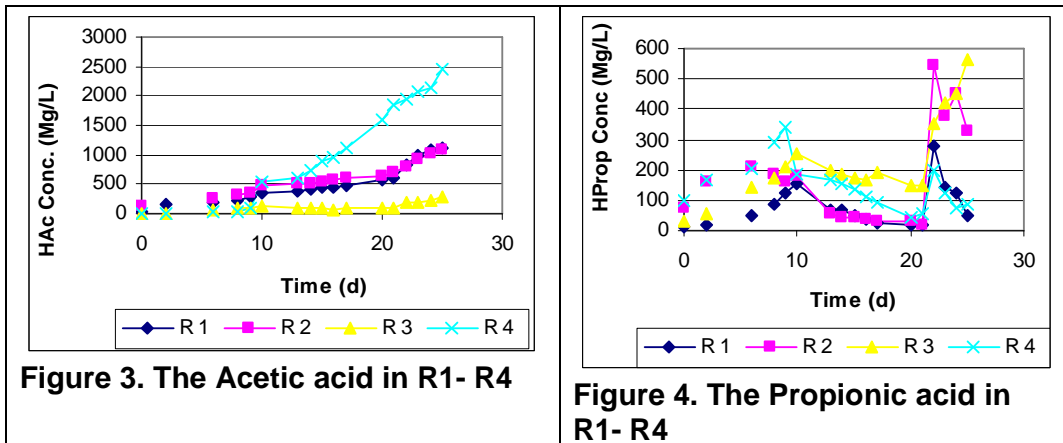 HAc Conc. (Mg/L)
3000
2500
2000
1500
1000
500
0
0
10
20
30
Time (d)
R 1
R 2
R 3
R 4
Figure 3. The Acetic acid in R1- R4
HProp Conc (Mg/L)
600
500
400
300
200
100
0
0
10
20
30
Time (d)
R 1
R 2
R 3
R 4
Figure 4. The Propionic acid in
R1- R4